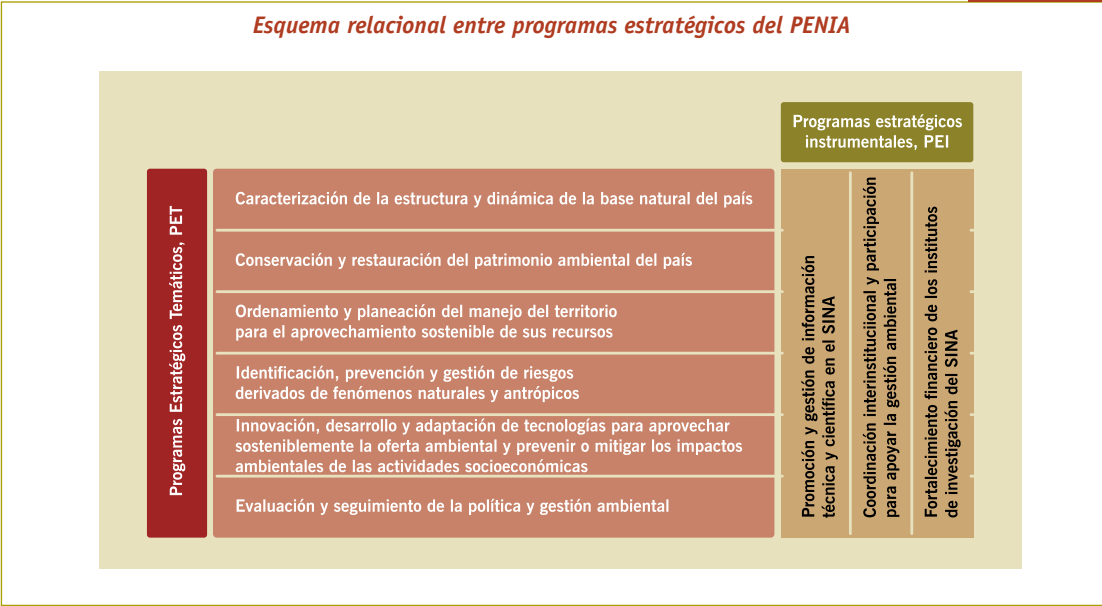 Esquema relacional entre programas estratégicos del PENIA
Programas estratégicos
instrumentales, PEI
Programas Estratégicos Temáticos, PET
Caracterización de la estructura y dinámica de la base natural del país
Conservación y restauración del patrimonio ambiental del país
Ordenamiento y planeación del manejo del territorio
para el aprovechamiento sostenible de sus recursos
Identificación, prevención y gestión de riesgos
derivados de fenómenos naturales y antrópicos
Innovación, desarrollo y adaptación de tecnologías para aprovechar
sosteniblemente la oferta ambiental y prevenir o mitigar los impactos
ambientales de las actividades socioeconómicas
Evaluación y seguimiento de la política y gestión ambiental
Promoción y gestión de información
técnica y científica en el SINA
Coordinación interinstituciional y participación
para apoyar la gestión ambiental
Fortalecimiento financiero de los institutos
de investigación del SINA